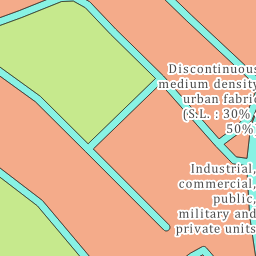 Discontinuous
medium density
urban fabric
(S.L. : 30%
50%)
Industrial,
commercial,
public,
military and
private units